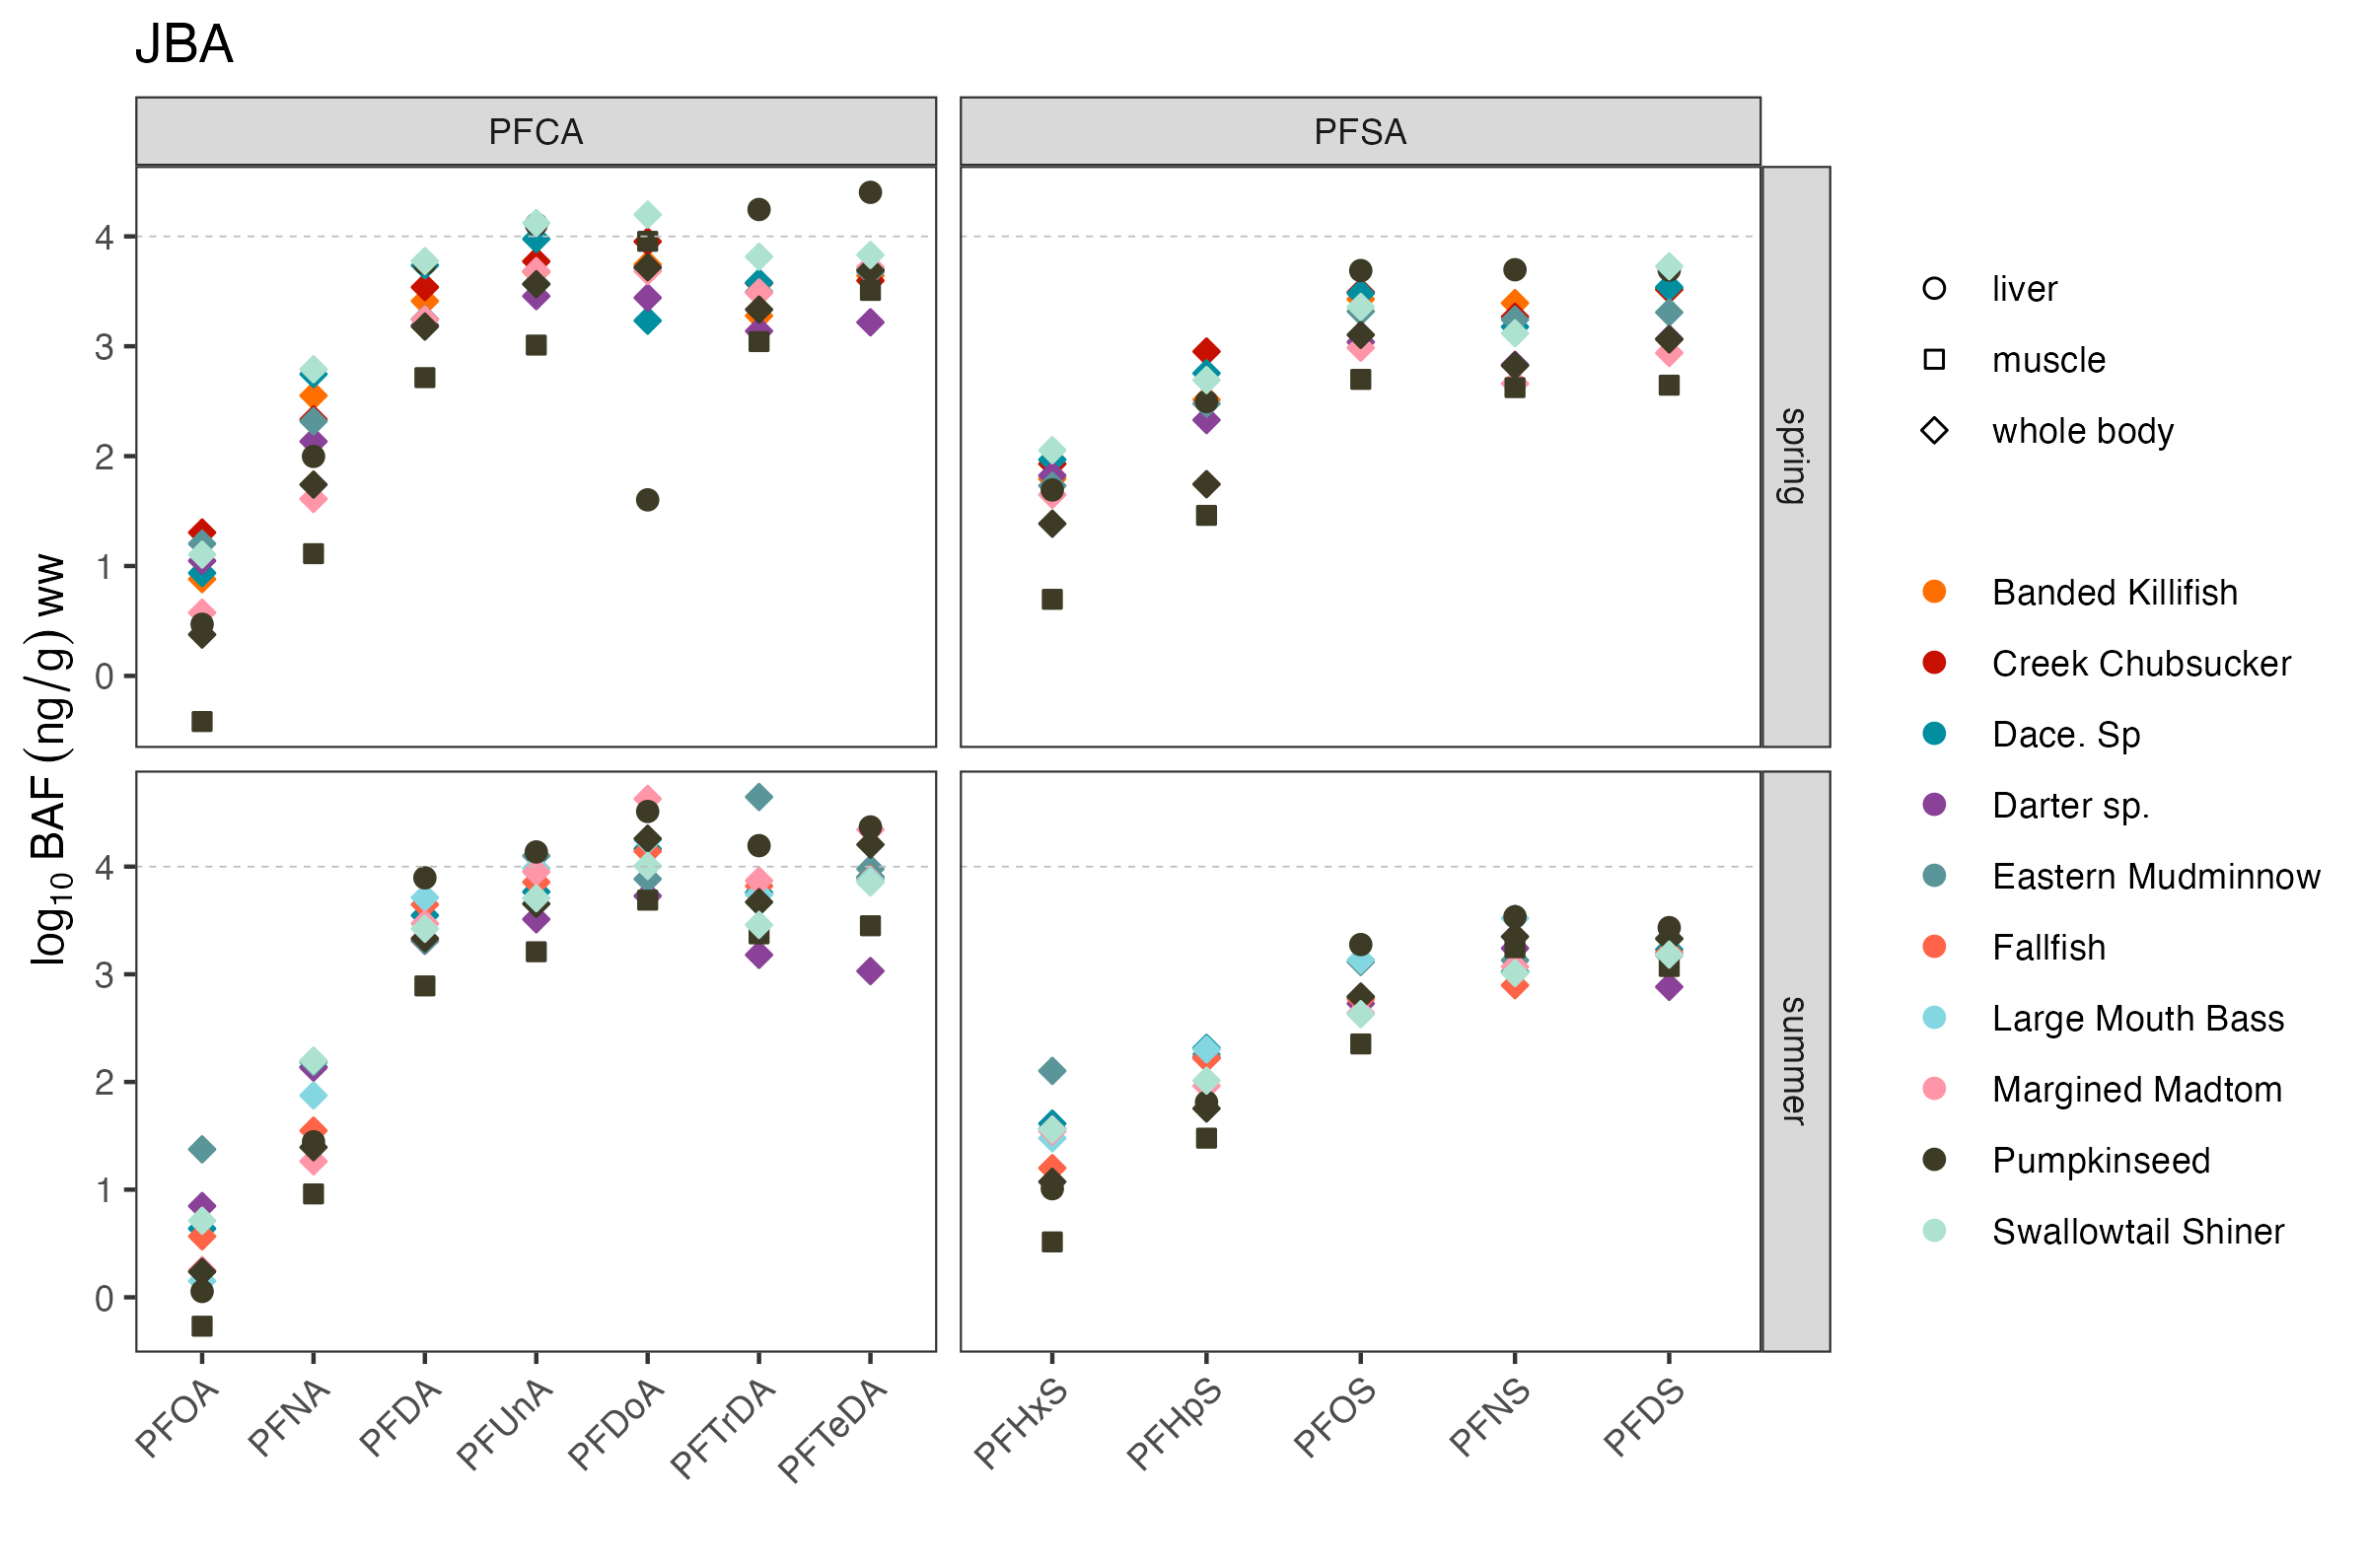 JBA
PFCA
PFSA
log10 BAF (ng/g) ww
4
3
2
1
0
spring
4
3
2
1
0
summer
PFOA
PFNA
PFDA
PFUnA
PFDoA
PFTrDA
PFTeDA
PFHxS
PFHpS
PFOS
PFNS
PFDS
liver
muscle
whole body
Banded Killifish
Creek Chubsucker
Dace. Sp
Darter sp.
Eastern Mudminnow
Fallfish
Large Mouth Bass
Margined Madtom
Pumpkinseed
Swallowtail Shiner